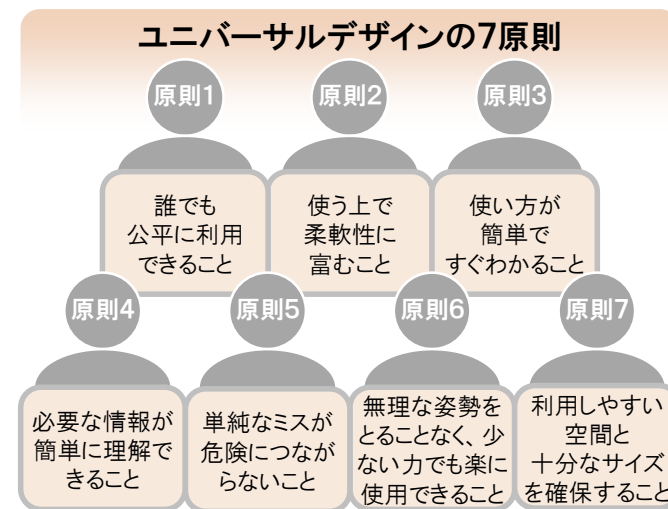 ユニバーサルデザインの7原則
原則1
原則2
原則3
誰でも
公平に利用
できること
使う上で
柔軟性に
富むこと
使い方が
簡単で
すぐわかること
原則4
原則5
原則6
原則7
必要な情報が
簡単に理解で
きること
単純なミスが
危険につなが
らないこと
無理な姿勢を
とることなく、少
ない力でも楽に
使用できること
利用しやすい
空間と
十分なサイズ
を確保すること